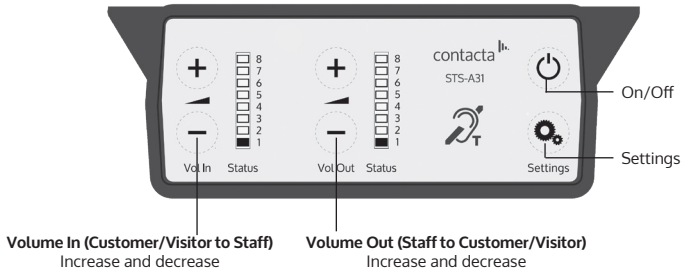 8
7
6
5
4
3
2
1
8
7
6
5
4
3
2
1
contacta
STS-A31
T
Vol In
Status
Vol Out
Status
Settings
On/Off
Settings
Volume In (Customer/Visitor to Staff)
Increase and decrease
Volume Out (Staff to Customer/Visitor)
Increase and decrease